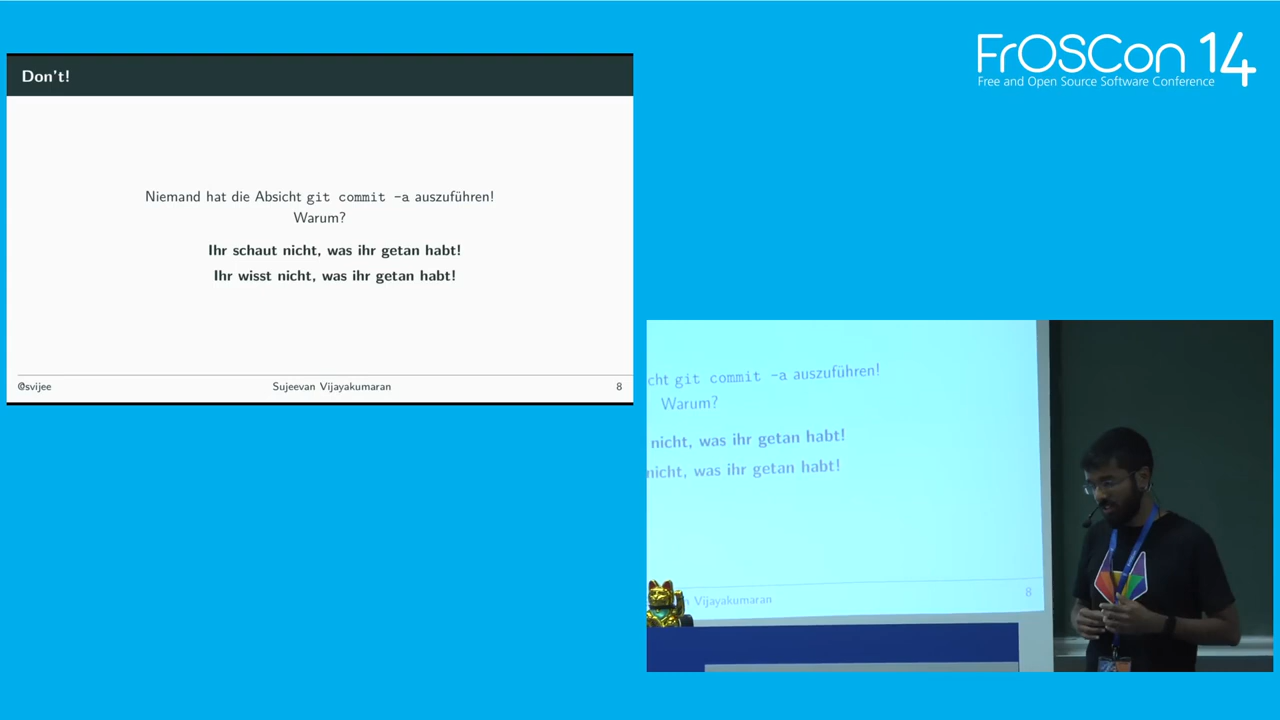 FrOSCon 14
Free and Open Source Software Conference
Don't!
Niemand hat die Absicht git commit -a auszuführen!
Warum?
Ihr schaut nicht, was ihr getan habt!
Ihr wisst nicht, was ihr getan habt!
@svijee
Sujeevan Vijayakumaran
8
cht git commit -a auszuführen!
Warum?
nicht, was ihr getan habt!
nicht, was ihr getan habt!
n Vijayakumaran
8